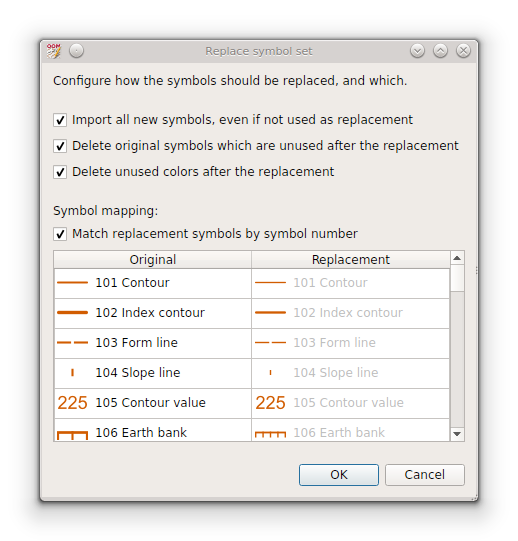 Replace symbol set
Configure how the symbols should be replaced, and which.
Import all new symbols, even if not used as replacement
Delete original symbols which are unused after the replacement
Delete unused colors after the replacement
Symbol mapping:
Match replacement symbols by symbol number
Original Replacement
101 Contour 101 Contour
102 Index contour 102 Index contour
103 Form line 103 Form line
104 Slope line 104 Slope line
225 105 Contour value 225 105 Contour value
106 Earth bank 106 Earth bank
OK Cancel